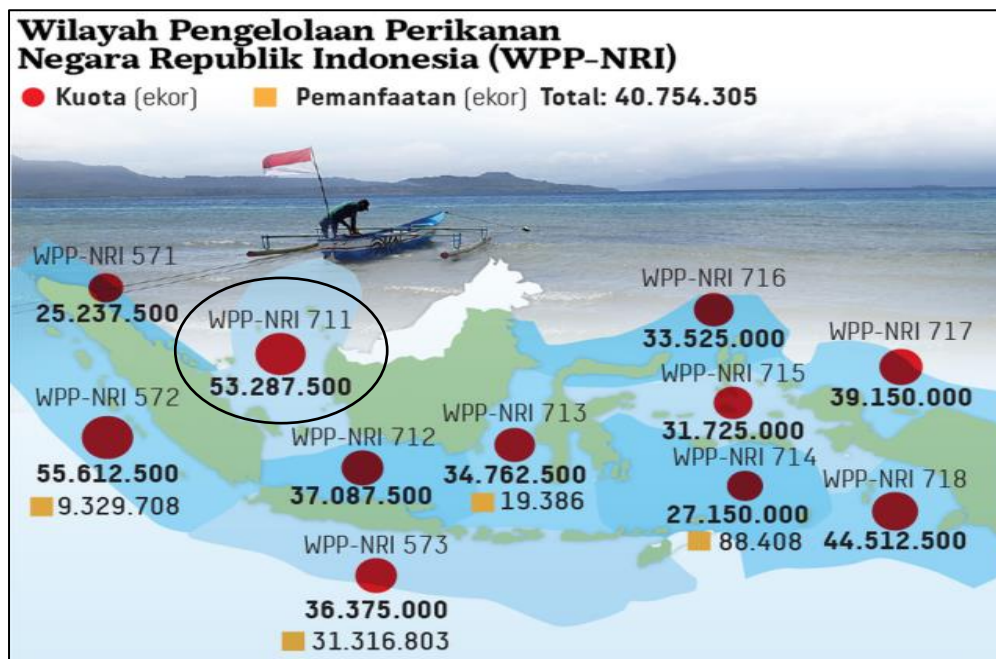 Wilayah Pengelolaan Perikanan
Negara Republik Indonesia (WPP-NRI)
Kuota (ekor) Pemanfaatan (ekor) Total: 40.754.305
WPP-NRI 571
25.237.500
WPP-NRI 711
53.287.500
WPP-NRI 716
33.525.000
WPP-NRI 717
39.150.000
WPP-NRI 572
55.612.500
9.329.708
WPP-NRI 712
37.087.500
WPP-NRI 713
34.762.500
19.386
WPP-NRI 715
31.725.000
WPP-NRI 714
27.150.000
88.408
WPP-NRI 718
44.512.500
WPP-NRI 573
36.375.000
31.316.803